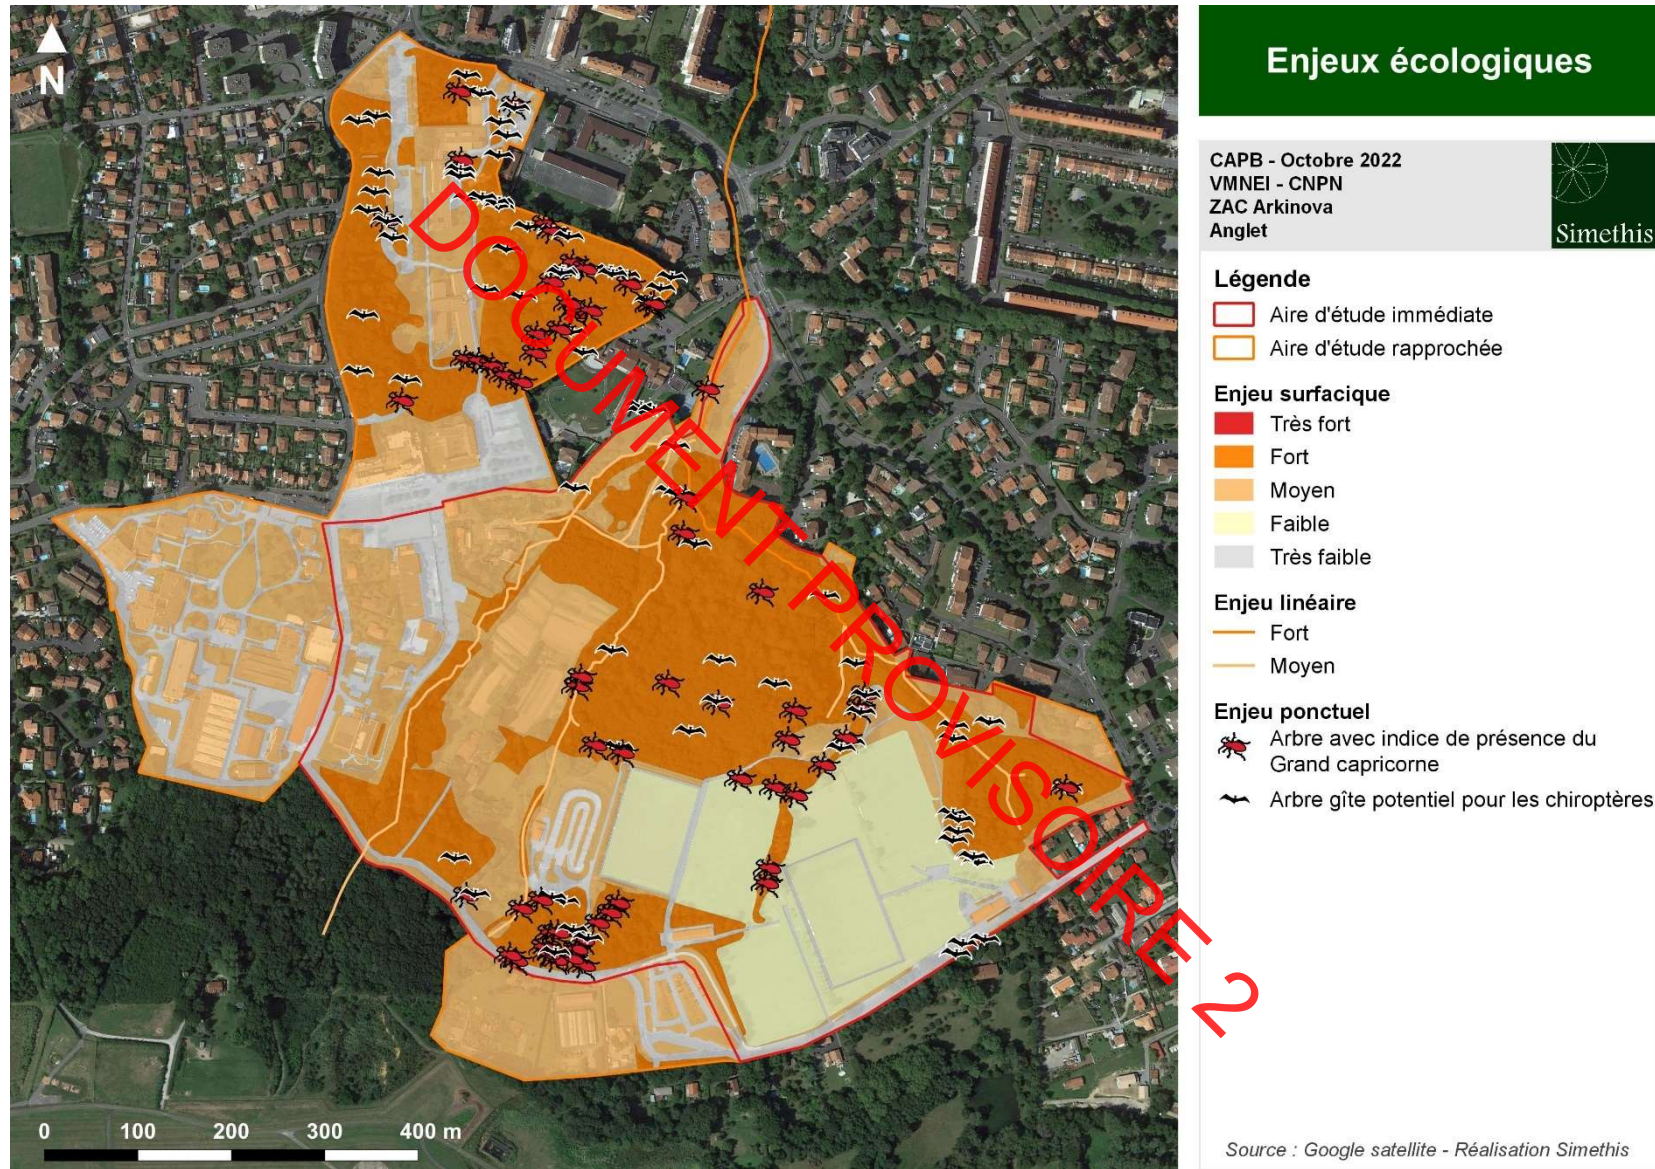 N
0 100 200 300 400 m
DOCUMENT PROVISOIRE 2
Enjeux écologiques
CAPB - Octobre 2022
VMNEI - CNPN
ZAC Arkinova
Anglet
Simethis
Légende
Aire d'étude immédiate
Aire d'étude rapprochée
Enjeu surfacique
Très fort
Fort
Moyen
Faible
Très faible
Enjeu linéaire
Fort
Moyen
Enjeu ponctuel
Arbre avec indice de présence du
Grand capricorne
Arbre gîte potentiel pour les chiroptères
Source : Google satellite - Réalisation Simethis